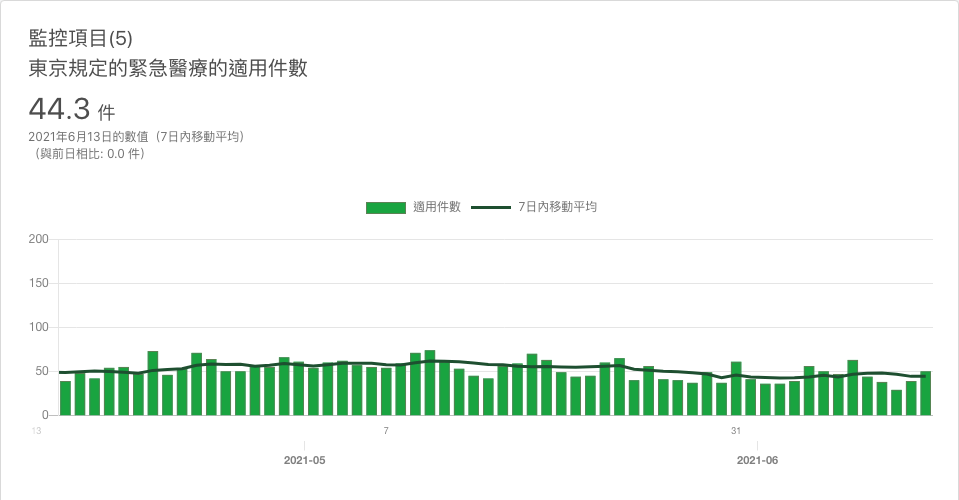 監控項目(5)
東京規定的緊急醫療的適用件數
44.3 件
2021年6月13日的數值（7日內移動平均）
（與前日相比: 0.0 件）
適用件數 7日內移動平均
200
150
100
50
0
13 7 31
2021-05 2021-06